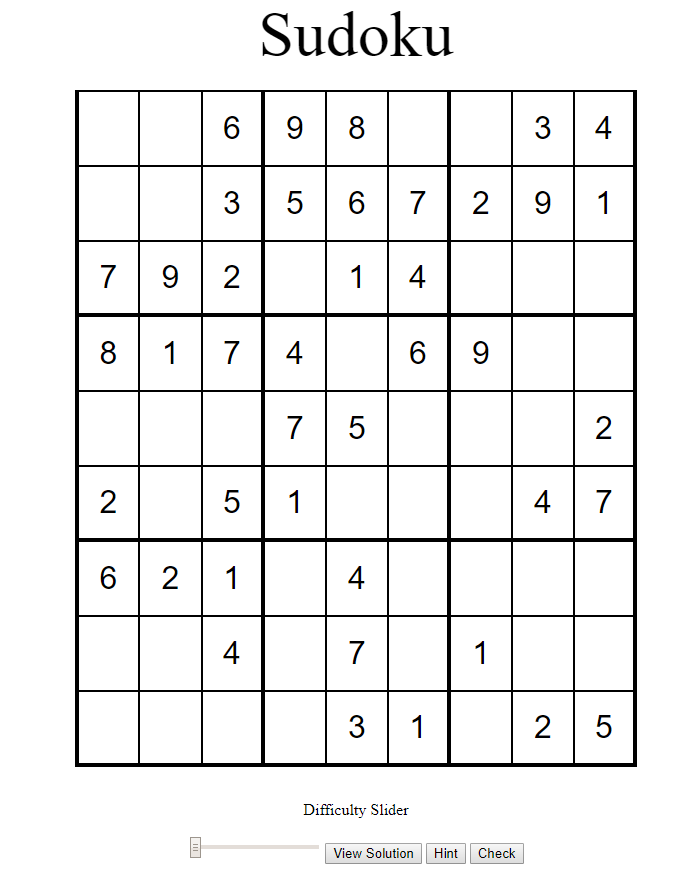 Sudoku
6 9 8 3 4
3 5 6 7 2 9 1
7 9 2 1 4
8 1 7 4 6 9
7 5 2
2 5 1 4 7
6 2 1 4
4 7 1
3 1 2 5
Difficulty Slider
View Solution Hint Check